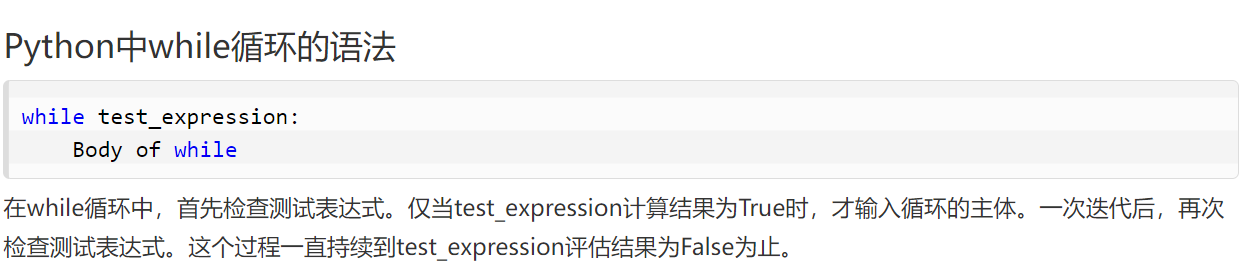 Python中while循环的语法
while test_expression:
    Body of while
在while循环中，首先检查测试表达式。仅当test_expression计算结果为True时，才输入循环的主体。一次迭代后，再次
检查测试表达式。这个过程一直持续到test_expression评估结果为False为止。